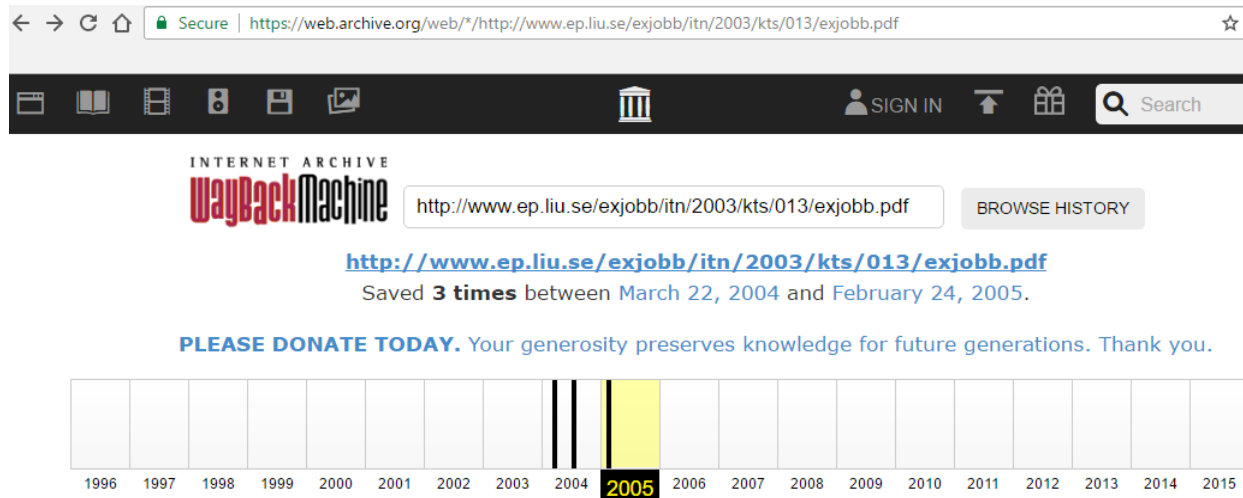 Secure | https://web.archive.org/web/*/http://www.ep.liu.se/exjobb/itn/2003/kts/013/exjobb.pdf
SIGN IN Search
INTERNET ARCHIVE
WayBackMachine
http://www.ep.liu.se/exjobb/itn/2003/kts/013/exjobb.pdf BROWSE HISTORY
http://www.ep.liu.se/exjobb/itn/2003/kts/013/exjobb.pdf
Saved 3 times between March 22, 2004 and February 24, 2005.
PLEASE DONATE TODAY. Your generosity preserves knowledge for future generations. Thank you.
1996 1997 1998 1999 2000 2001 2002 2003 2004 2005 2006 2007 2008 2009 2010 2011 2012 2013 2014 2015